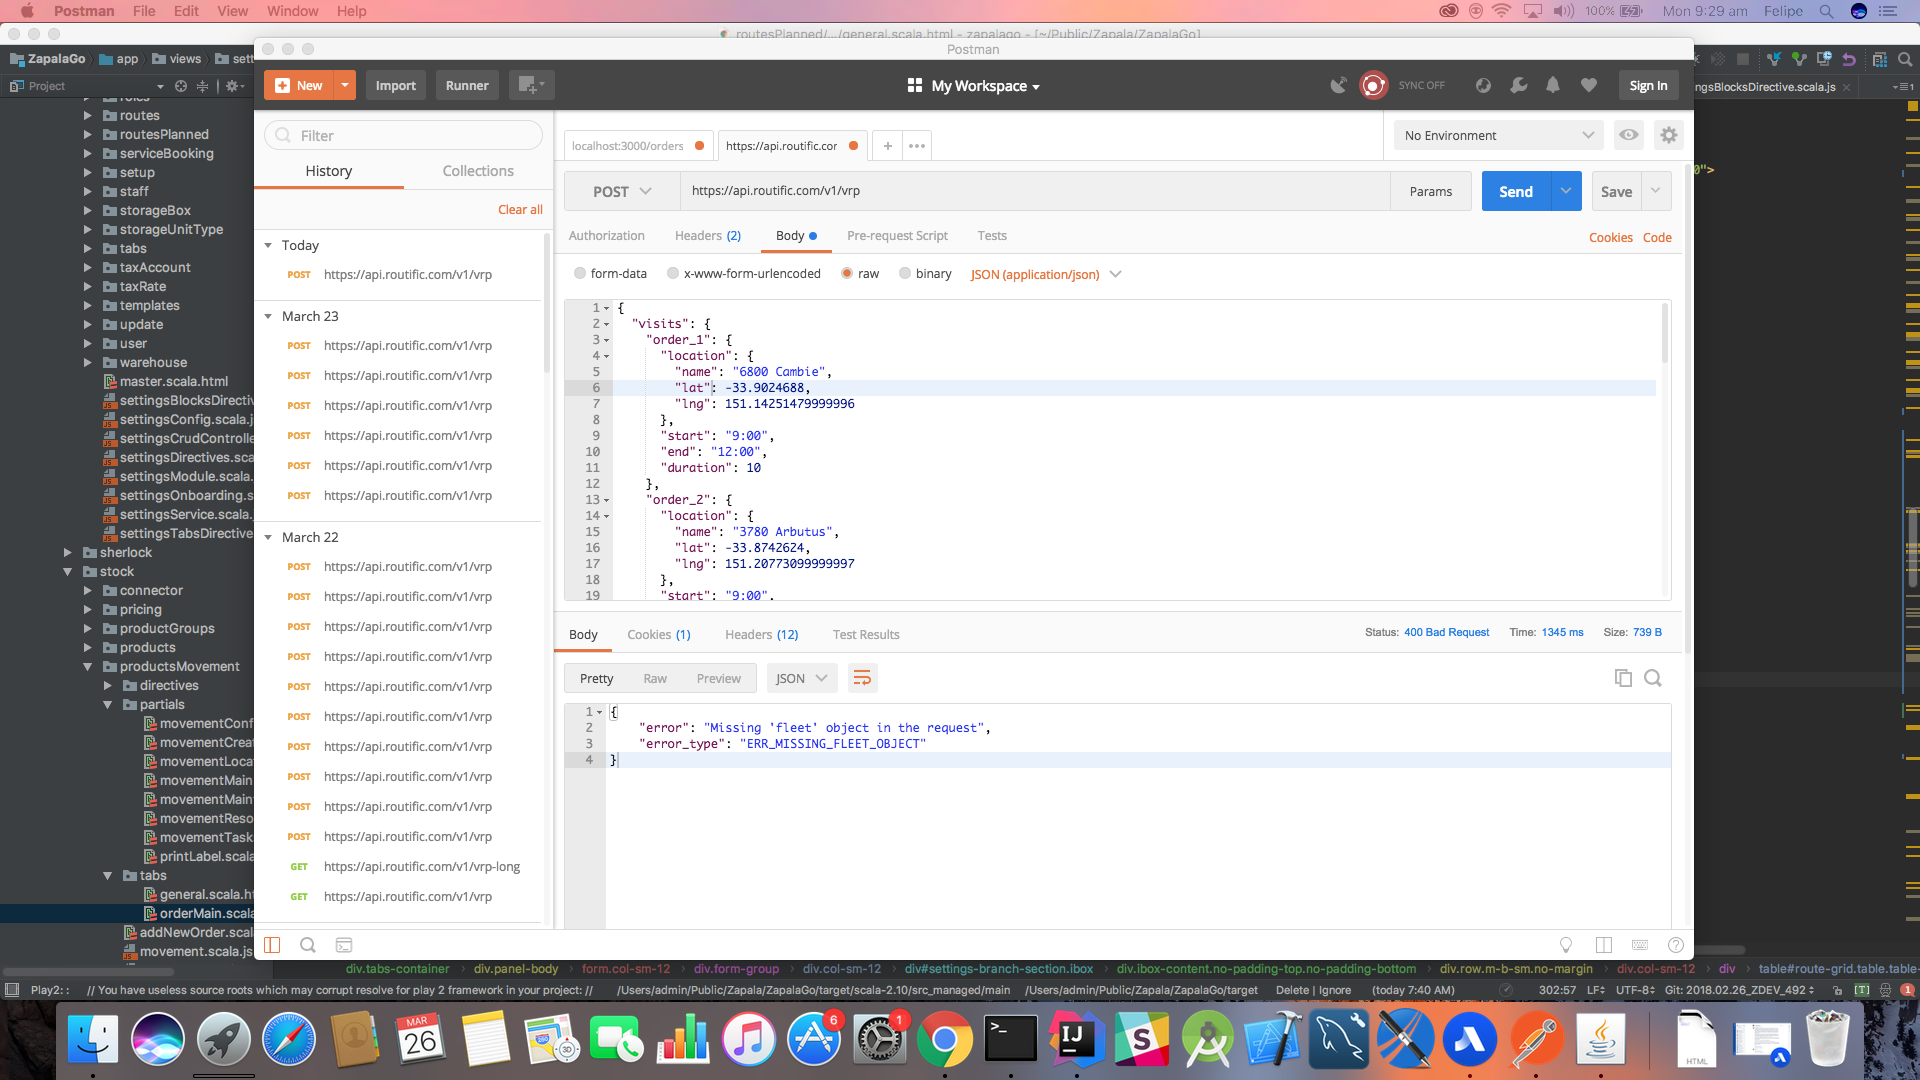 Postman File Edit View Window Help 100% Mon 9:29 am Felipe
routesPlanned/.../general.scala.html - zapalago - [~/Public/Zapala/ZapalaGo]
ZapalaGo app views sett
Project
roles
routes
routesPlanned
serviceBooking
setup
staff
storageBox
storageUnitType
tabs
taxAccount
taxRate
templates
update
user
warehouse
master.scala.html
settingsBlocksDirectiv
settingsConfig.scala.j
settingsCrudControlle
settingsDirectives.sca
settingsModule.scala.
settingsOnboarding.s
settingsService.scala.
settingsTabsDirective
sherlock
stock
connector
pricing
productGroups
products
productsMovement
directives
partials
movementConf
movementCrea
movementLoca
movementMain
movementMain
movementReso
movementTask
printLabel.scala
tabs
general.scala.ht
orderMain.scala
addNewOrder.scal
movement.scala.js
Postman
New Import Runner My Workspace SYNC OFF Sign In
Filter
History Collections
Clear all
Today
POST https://api.routific.com/v1/vrp
March 23
POST https://api.routific.com/v1/vrp
POST https://api.routific.com/v1/vrp
POST https://api.routific.com/v1/vrp
POST https://api.routific.com/v1/vrp
POST https://api.routific.com/v1/vrp
POST https://api.routific.com/v1/vrp
March 22
POST https://api.routific.com/v1/vrp
POST https://api.routific.com/v1/vrp
POST https://api.routific.com/v1/vrp
POST https://api.routific.com/v1/vrp
POST https://api.routific.com/v1/vrp
POST https://api.routific.com/v1/vrp
POST https://api.routific.com/v1/vrp
POST https://api.routific.com/v1/vrp
POST https://api.routific.com/v1/vrp
POST https://api.routific.com/v1/vrp
GET https://api.routific.com/v1/vrp-long
GET https://api.routific.com/v1/vrp
localhost:3000/orders https://api.routific.cor + ••• No Environment
POST https://api.routific.com/v1/vrp Params Send Save
Authorization Headers (2) Body Pre-request Script Tests Cookies Code
form-data x-www-form-urlencoded raw binary JSON (application/json)
1 {
2 "visits": {
3 "order_1": {
4 "location": {
5 "name": "6800 Cambie",
6 "lat": -33.9024688,
7 "lng": 151.14251479999996
8 },
9 "start": "9:00",
10 "end": "12:00",
11 "duration": 10
12 },
13 "order_2": {
14 "location": {
15 "name": "3780 Arbutus",
16 "lat": -33.8742624,
17 "lng": 151.20773099999997
18 },
19 "start": "9:00",
Body Cookies (1) Headers (12) Test Results Status: 400 Bad Request Time: 1345 ms Size: 739 B
Pretty Raw Preview JSON
1 {
2 "error": "Missing 'fleet' object in the request",
3 "error_type": "ERR_MISSING_FLEET_OBJECT"
4 }
ngsBlocksDirective.scala.js
0">
div.tabs-container div.panel-body form.col-sm-12 div.form-group div.col-sm-12 div#settings-branch-section.ibox div.ibox-content.no-padding-top.no-padding-bottom div.row.m-b-sm.no-margin div.col-sm-12 div table#route-grid.table.table-
Play2:: // You have useless source roots which may corrupt resolve for play 2 framework in your project: // /Users/admin/Public/Zapala/ZapalaGo/target/scala-2.10/src_managed/main /Users/admin/Public/Zapala/ZapalaGo/target Delete | Ignore (today 7:40 AM) 302:57 LF÷ UTF-8÷ Git: 2018.02.26_ZDEV_492 [T] 1
MAR
26
3D
6
1
>_
IJ
HTML